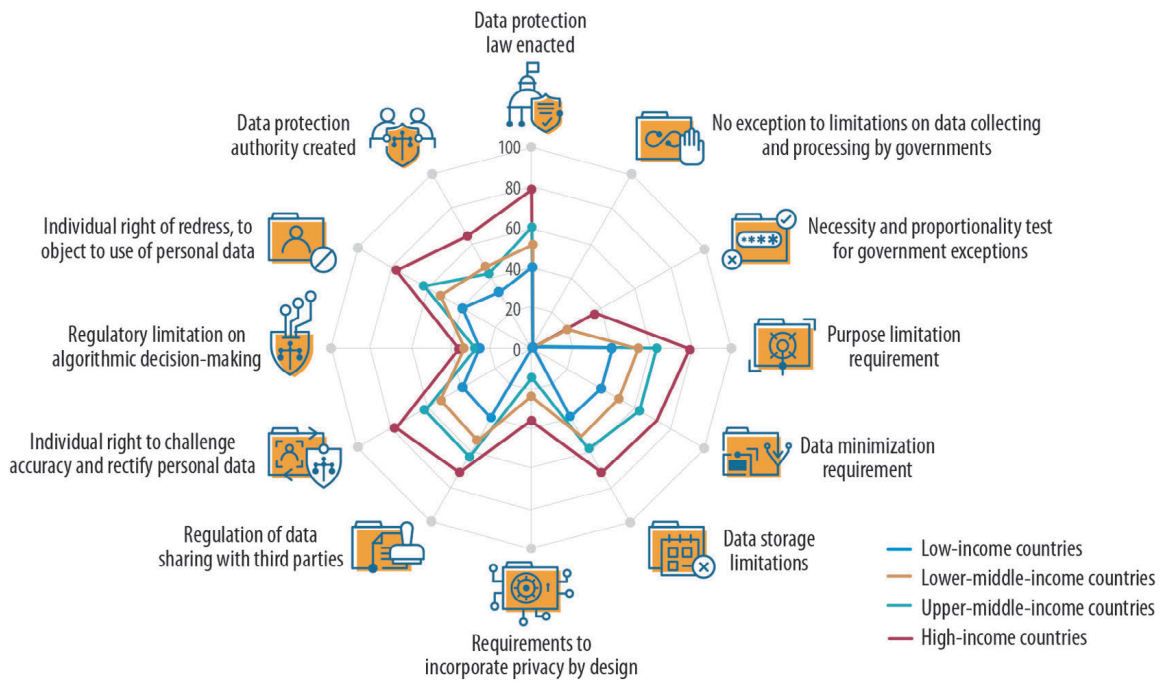 Data protection
law enacted
No exception to limitations on data collecting
and processing by governments
Necessity and proportionality test
for government exceptions
Purpose limitation
requirement
Data minimization
requirement
Data storage
limitations
Requirements to
incorporate privacy by design
Regulation of data
sharing with third parties
Individual right to challenge
accuracy and rectify personal data
Regulatory limitation on
algorithmic decision-making
Individual right of redress, to
object to use of personal data
Data protection
authority created
100
80
60
40
20
0
Low-income countries
Lower-middle-income countries
Upper-middle-income countries
High-income countries